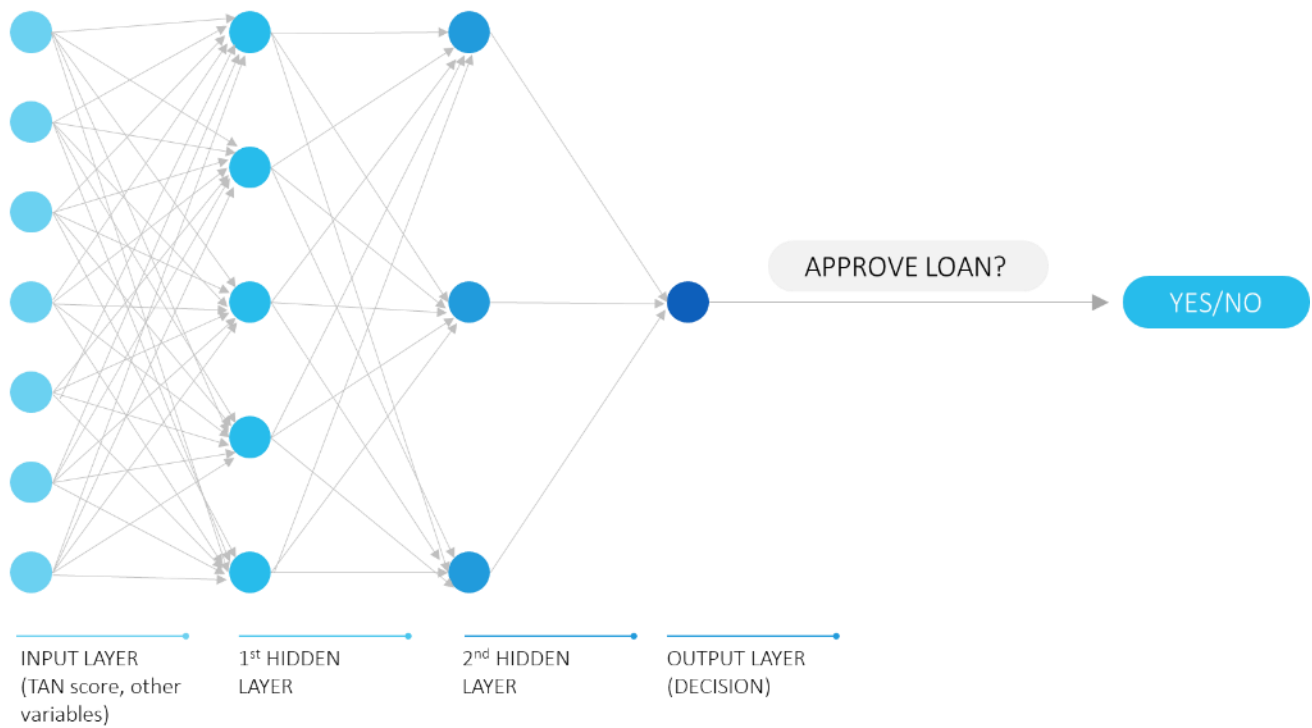 APPROVE LOAN?
YES/NO
INPUT LAYER
(TAN score, other
variables)
1st HIDDEN
LAYER
2nd HIDDEN
LAYER
OUTPUT LAYER
(DECISION)